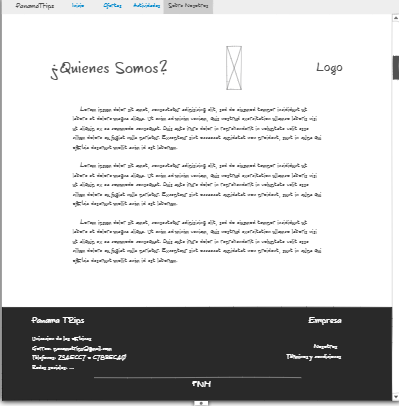 PanamaTrips Inicio Ofertas Actividades Sobre Nosotros
¿Quienes Somos?
Logo
Lorem ipsum dolor sit amet, consectetur adipisicing elit, sed do eiusmod tempor incididunt ut
labore et dolore magna aliqua. Ut enim ad minim veniam, quis nostrud exercitation ullamco laboris nisi
ut aliquip ex ea commodo consequat. Duis aute irure dolor in reprehenderit in voluptate velit esse
cillum dolore eu fugiat nulla pariatur. Excepteur sint occaecat cupidatat non proident, sunt in culpa qui
officia deserunt mollit anim id est laborum.
Lorem ipsum dolor sit amet, consectetur adipisicing elit, sed do eiusmod tempor incididunt ut
labore et dolore magna aliqua. Ut enim ad minim veniam, quis nostrud exercitation ullamco laboris nisi
ut aliquip ex ea commodo consequat. Duis aute irure dolor in reprehenderit in voluptate velit esse
cillum dolore eu fugiat nulla pariatur. Excepteur sint occaecat cupidatat non proident, sunt in culpa qui
officia deserunt mollit anim id est laborum.
Lorem ipsum dolor sit amet, consectetur adipisicing elit, sed do eiusmod tempor incididunt ut
labore et dolore magna aliqua. Ut enim ad minim veniam, quis nostrud exercitation ullamco laboris nisi
ut aliquip ex ea commodo consequat. Duis aute irure dolor in reprehenderit in voluptate velit esse
cillum dolore eu fugiat nulla pariatur. Excepteur sint occaecat cupidatat non proident, sunt in culpa qui
officia deserunt mollit anim id est laborum.
Panama TRips
Empresa
Ubicacion de las oficinas
Correo: panamatrips@gmail.com
Nosotros
Telefonos:
Términos y condiciones
Redes sociales: ...